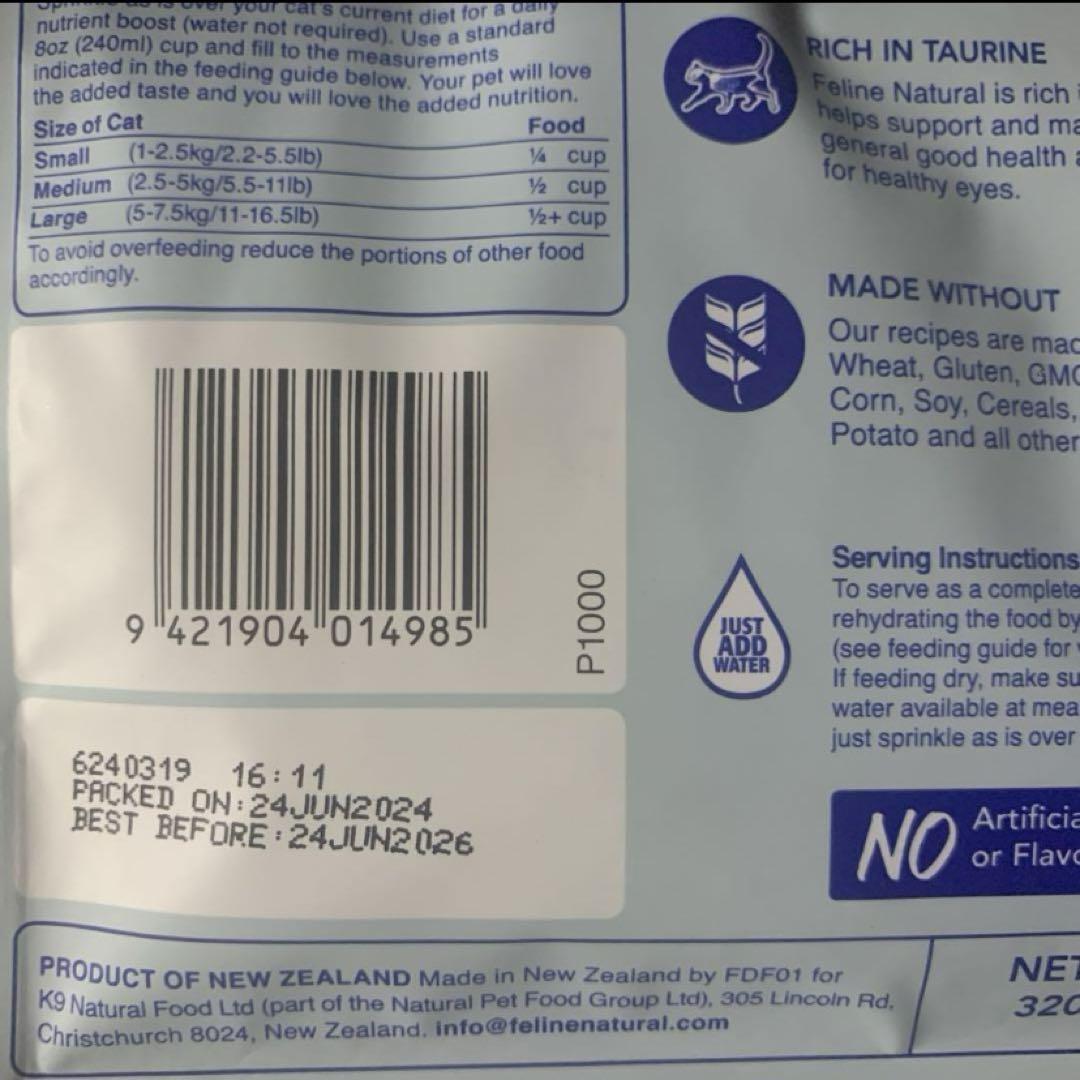 over your cat's current diet for a daily
nutrient boost (water not required). Use a standard
8oz (240ml) cup and fill to the measurements
indicated in the feeding guide below. Your pet will love
the added taste and you will love the added nutrition.
Size of Cat Food
Small (1-2.5kg/2.2-5.5lb) ¼ cup
Medium (2.5-5kg/5.5-11lb) ½ cup
Large (5-7.5kg/11-16.5lb) ½+ cup
To avoid overfeeding reduce the portions of other food
accordingly.
9 421904 014985
P1000
6240319 16:11
PACKED ON:24JUN2024
BEST BEFORE:24JUN2026
RICH IN TAURINE
Feline Natural is rich
helps support and
general good health
for healthy eyes.
MADE WITHOUT
Our recipes are
Wheat, Gluten,
Corn, Soy, Cereals,
Potato and all other
JUST
ADD
WATER
Serving Instructions
To serve as a complete
rehydrating the food by
(see feeding guide for
If feeding dry, make
water available at
just sprinkle as is over
NO
or
PRODUCT OF NEW ZEALAND Made in New Zealand by FDF01 for
K9 Natural Food Ltd (part of the Natural Pet Food Group Ltd), 305 Lincoln Rd,
Christchurch 8024, New Zealand. info@felinenatural.com
NET
320